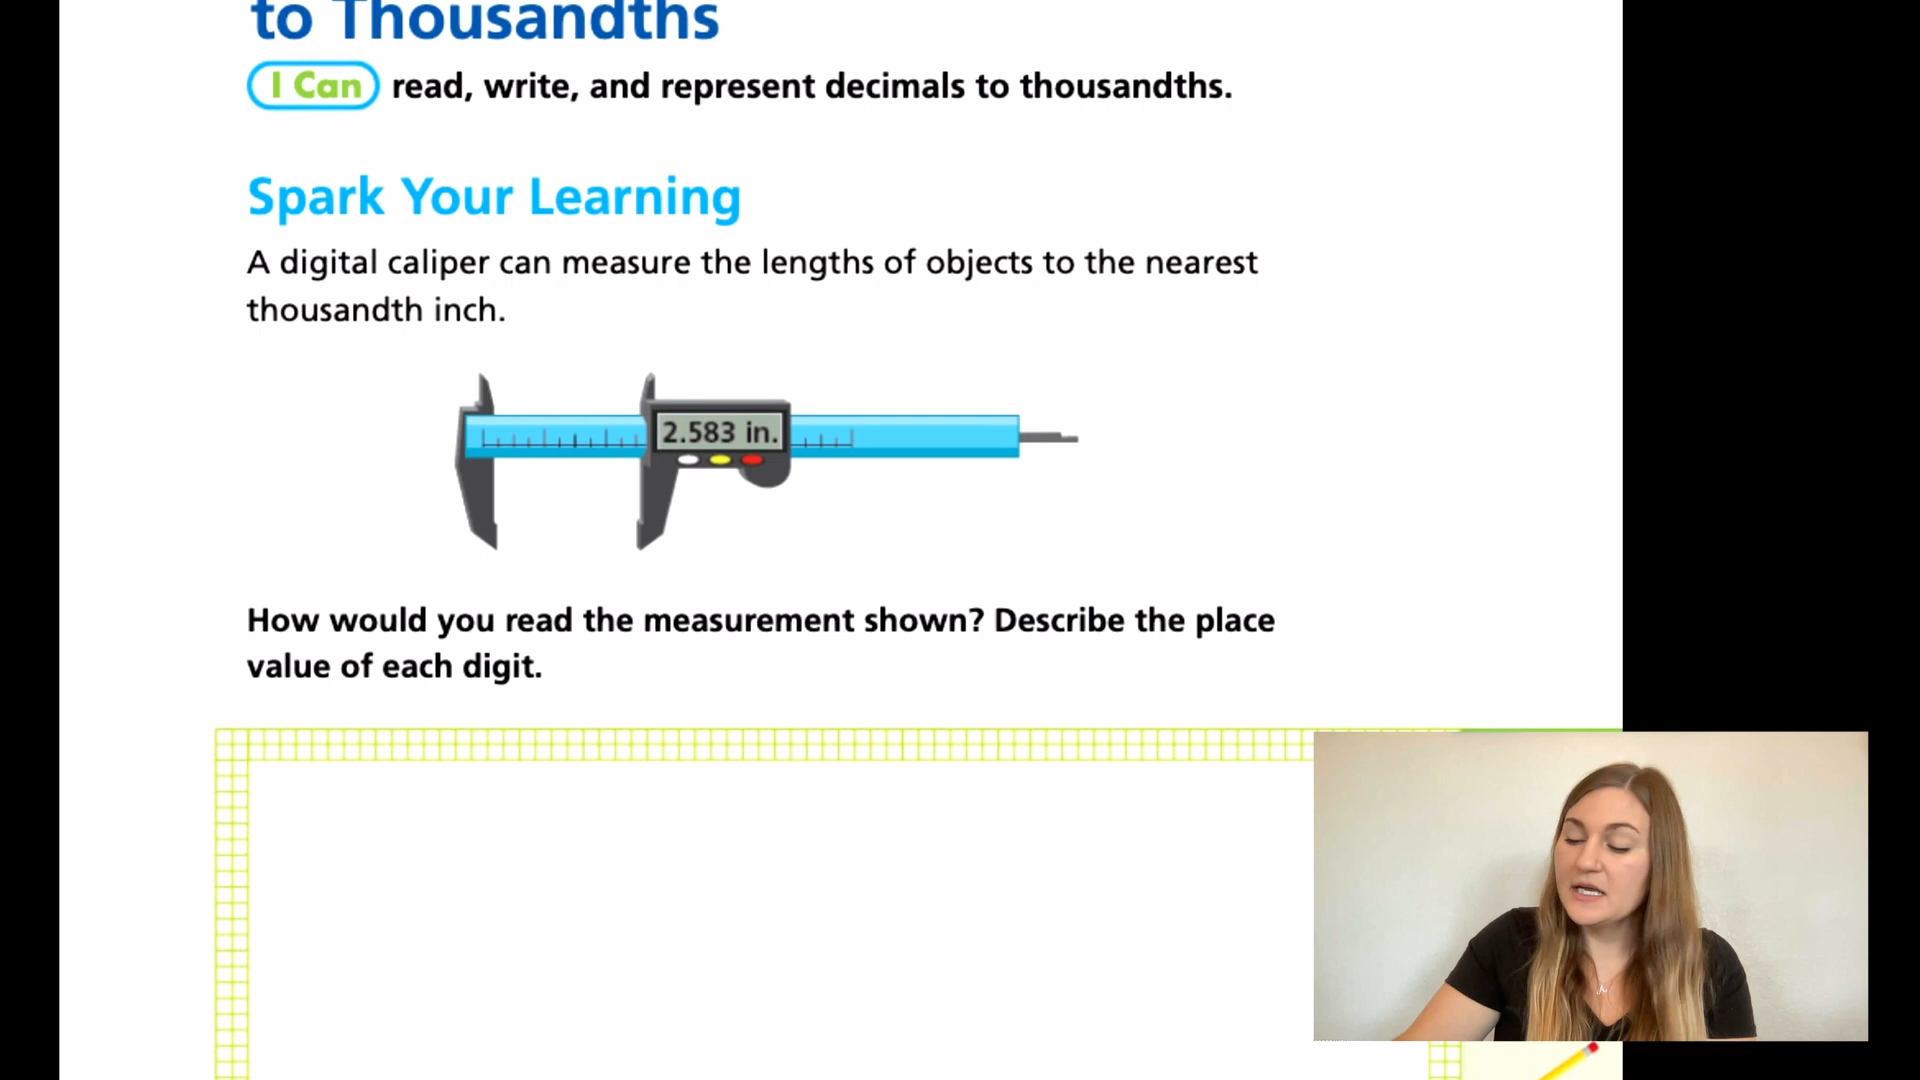 to Thousandths
I Can read, write, and represent decimals to thousandths.
Spark Your Learning
A digital caliper can measure the lengths of objects to the nearest
thousandth inch.
2.583 in.
How would you read the measurement shown? Describe the place
value of each digit.